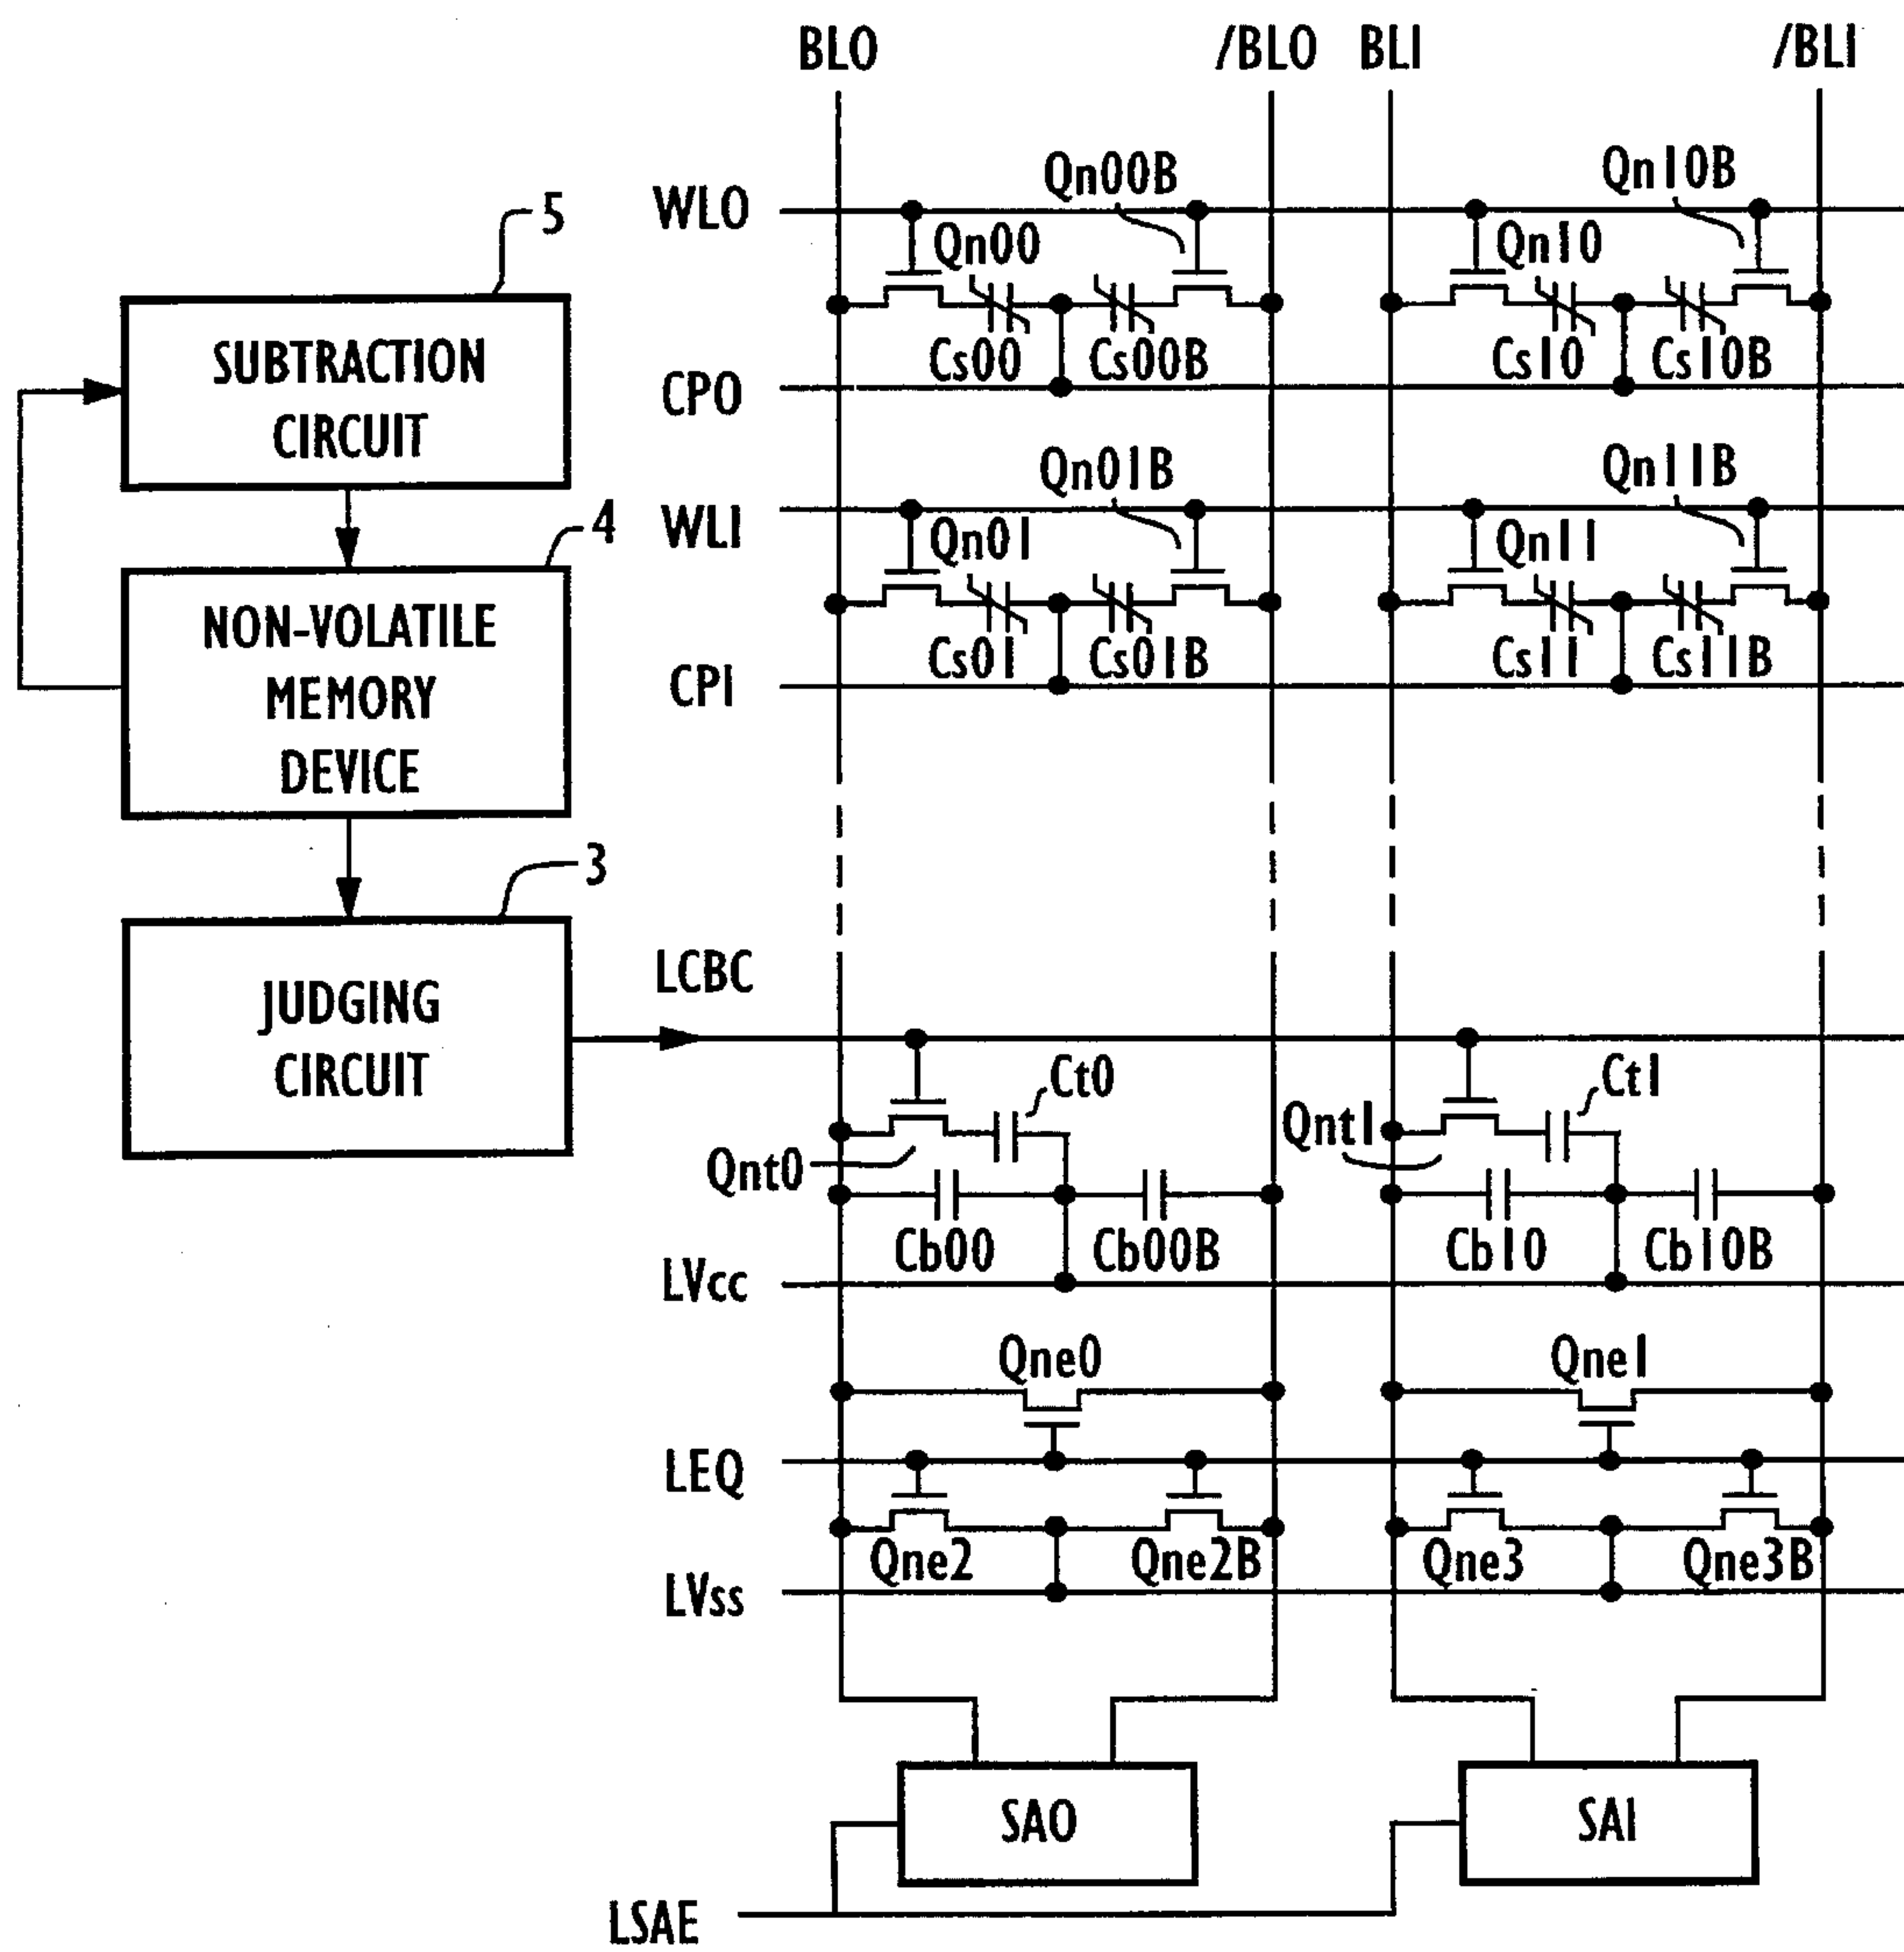 BL0 /BL0 BL1 /BL1
Qn00B Qn10B
WL0
5
Qn00 Qn10
SUBTRACTION
CIRCUIT
Cs00 Cs00B Cs10 Cs10B
CP0
Qn01B Qn11B
4
WL1
Qn01 Qn11
NON-VOLATILE
MEMORY
DEVICE
Cs01 Cs01B Cs11 Cs11B
CP1
3
LCBC
JUDGING
CIRCUIT
Ct0 Ct1
Qnt0 Qnt1
Cb00 Cb00B Cb10 Cb10B
LVcc
Qne0 Qne1
LEQ
Qne2 Qne2B Qne3 Qne3B
LVss
SA0 SA1
LSAE